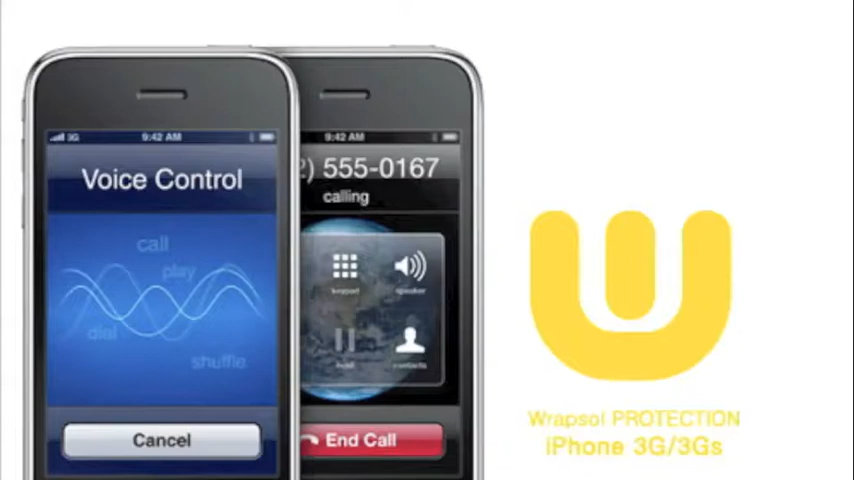 3G 9:42 AM
Voice Control
call
play
dial
shuffle
Cancel
9:42 AM
2) 555-0167
calling
keypad
speaker
hold
contacts
End Call
Wrapsol PROTECTION
iPhone 3G/3Gs